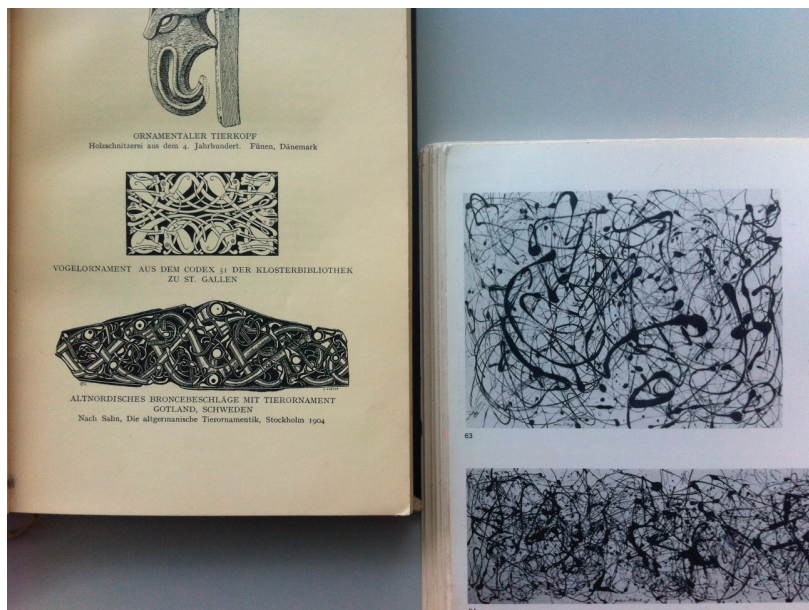 ORNAMENTALER TIERKOPF
Holzschnitzerei aus dem 4. Jahrhundert. Fünen, Dänemark
VOGELORNAMENT AUS DEM CODEX 51 DER KLOSTERBIBLIOTHEK
ZU ST. GALLEN
ALTNORDISCHES BRONCEBESCHLÄGE MIT TIERORNAMENT
GOTLAND, SCHWEDEN
Nach Salin, Die altgermanische Tierornamentik, Stockholm 1904
63